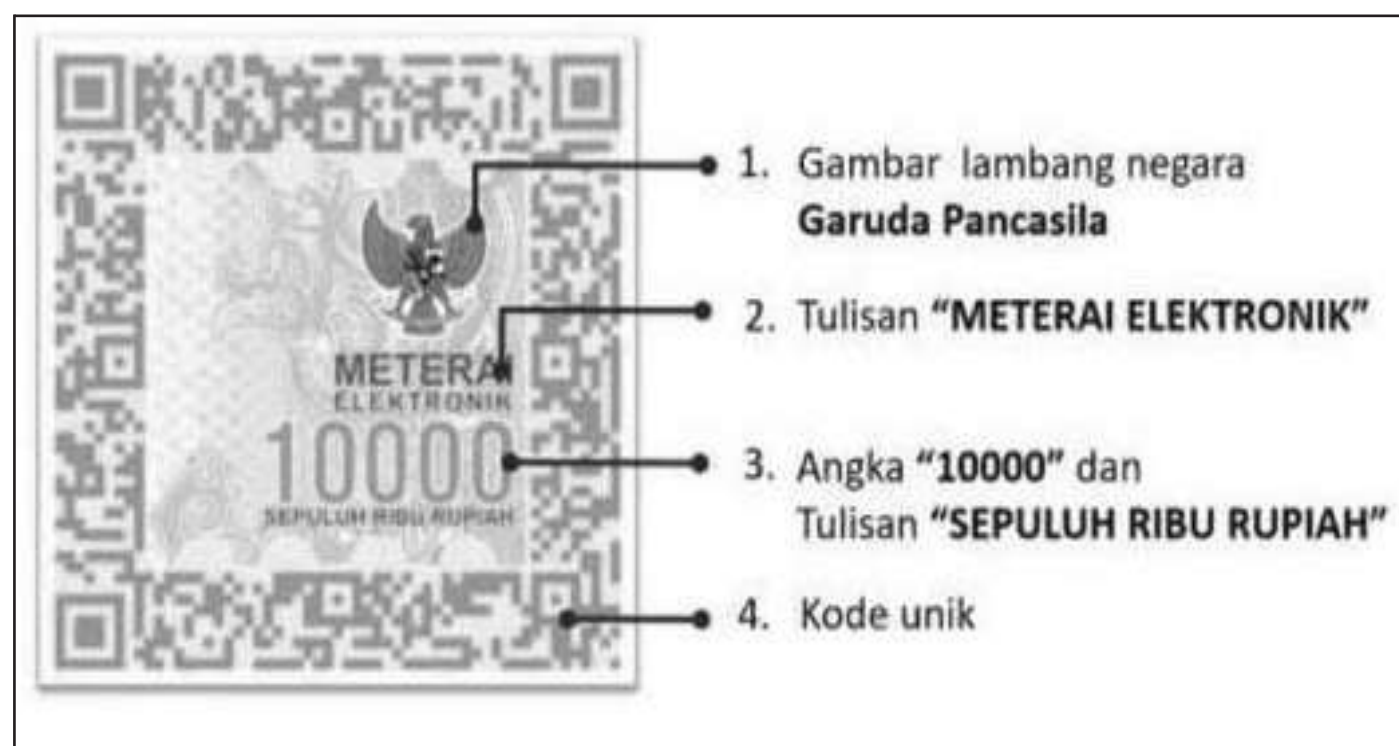 METERAI
ELEKTRONIK
10000
SEPULUH RIBU RUPIAH
1. Gambar lambang negara
Garuda Pancasila
2. Tulisan “METERAI ELEKTRONIK”
3. Angka “10000” dan
Tulisan “SEPULUH RIBU RUPIAH”
4. Kode unik